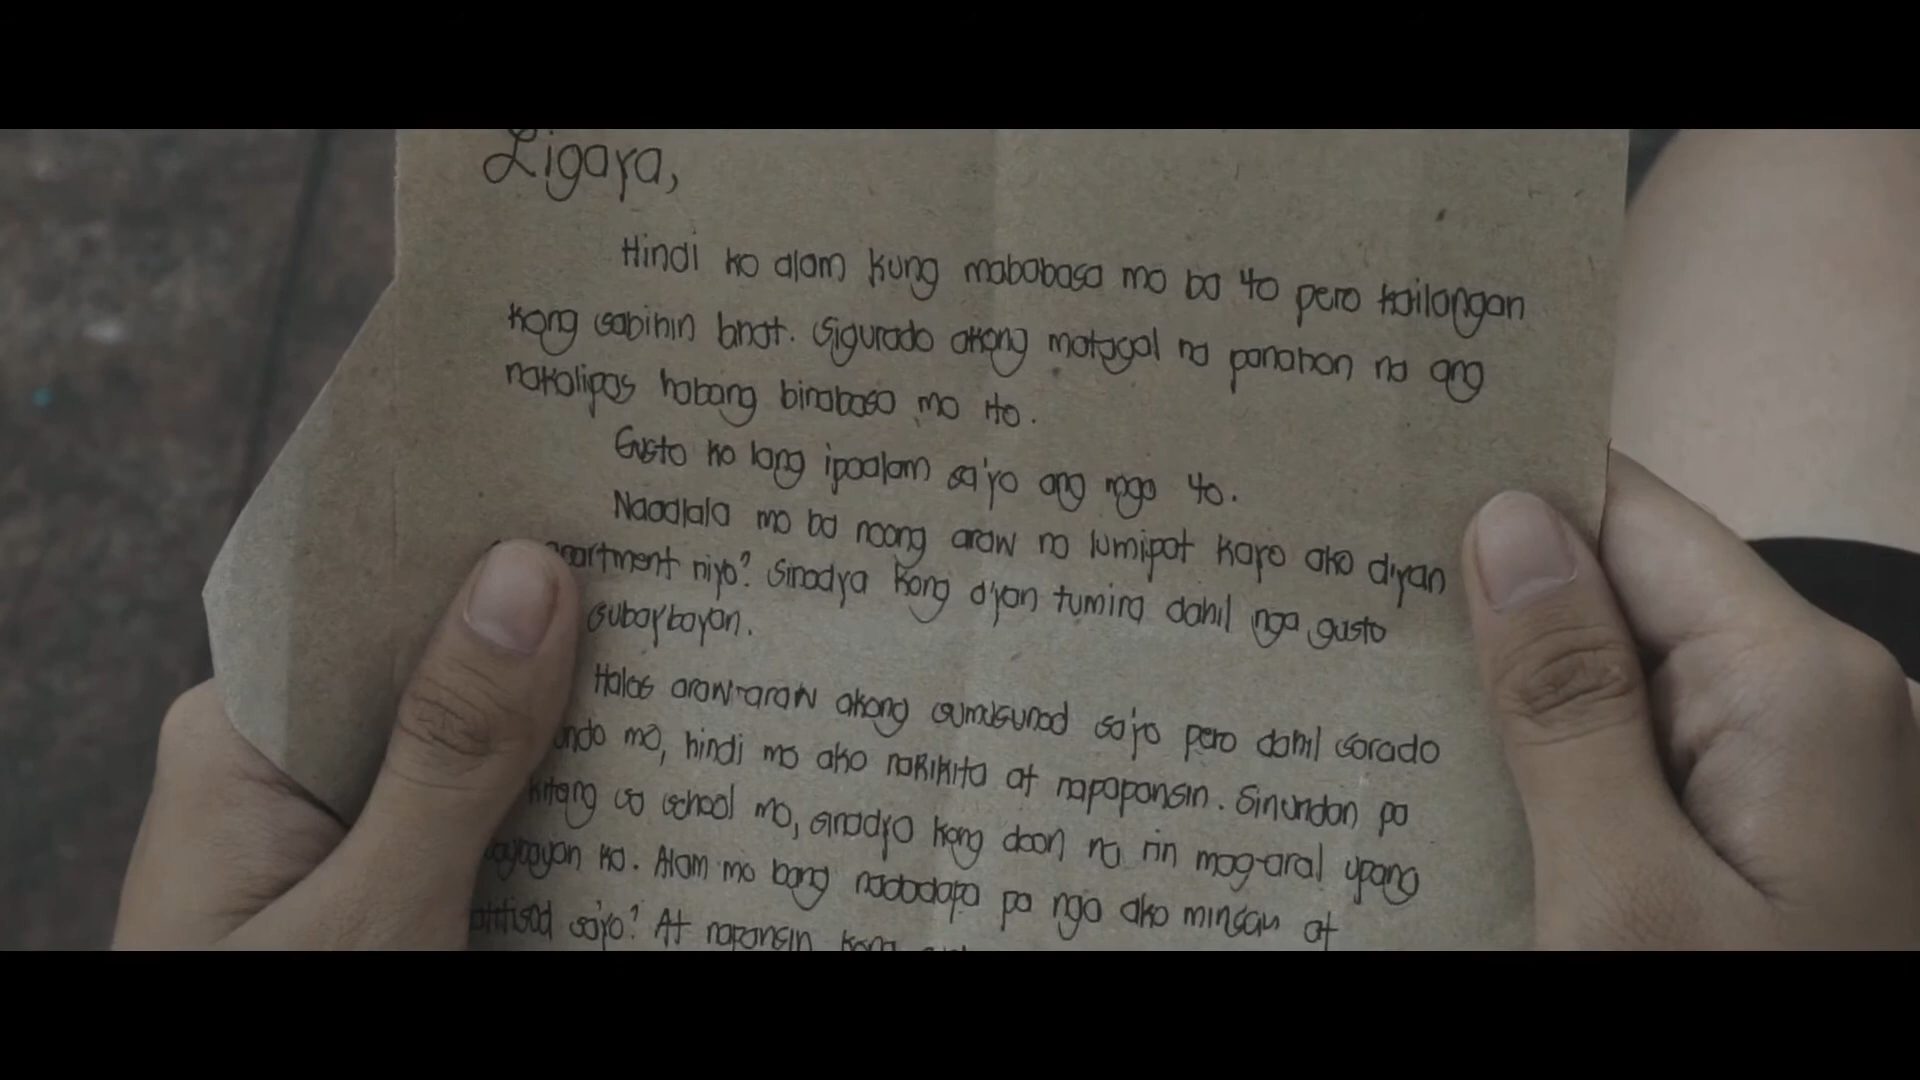 Ligaya,
Hindi ko alam kung mababasa mo ba 'to pero kailangan
kong sabihin lahat. Sigurado akong matagal na panahon na ang
nakalipas habang binabasa mo ito.
Gusto ko lang ipaalam sa'yo ang mga 'to.
Naaalala mo ba noong araw na lumipat kayo ako diyan
apartment niyo? Sinadya kong d'yan tumira dahil nga gusto
subaybayan.
Halos araw-araw akong sumusunod sa'yo pero dahil sarado
mo, hindi mo ako nakikita at napapansin. Sinundan pa
kitang sa school mo, sinadya kong doon na rin mag-aral upang
ka. Alam mo bang nadadapa pa nga ako minsan at
sa'yo? At napansin kong